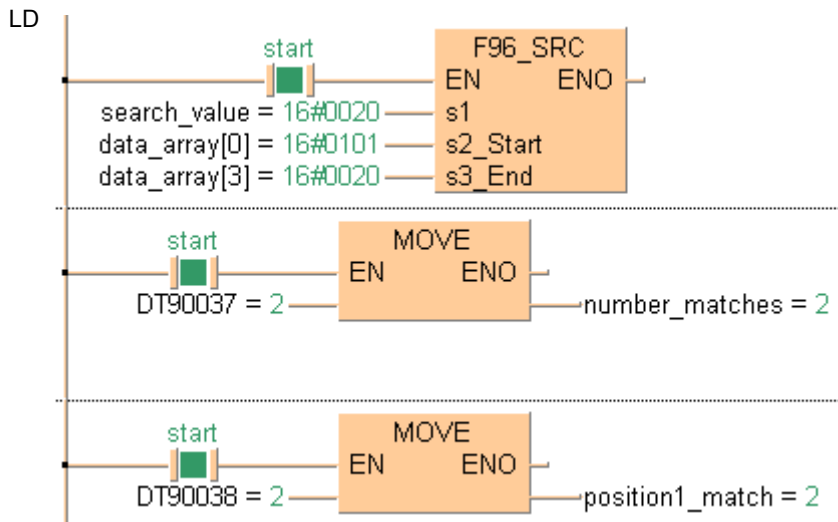 LD
start
F96_SRC
EN ENO
search_value = 16#0020 s1
data_array[0] = 16#0101 s2_Start
data_array[3] = 16#0020 s3_End
start
MOVE
EN ENO
DT90037 = 2 number_matches = 2
start
MOVE
EN ENO
DT90038 = 2 position1_match = 2